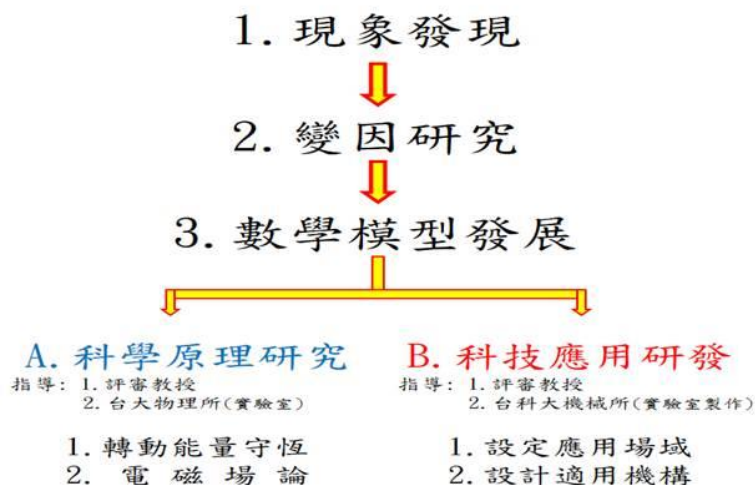 1. 現象發現
2. 變因研究
3. 數學模型發展
A. 科學原理研究
指導: 1. 評審教授
2. 台大物理所(實驗室)
1. 轉動能量守恆
2. 電磁場論
B. 科技應用研發
指導: 1. 評審教授
2. 台科大機械所(實驗室製作)
1. 設定應用場域
2. 設計適用機構